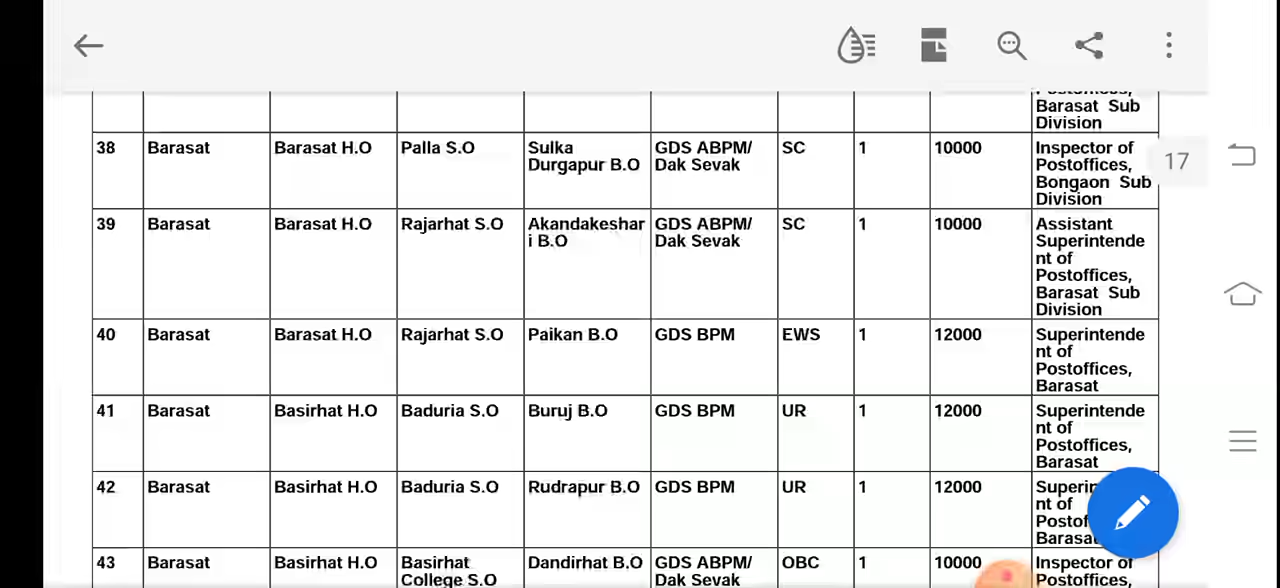 Postoffices,
Barasat Sub
Division
38 Barasat Barasat H.O Palla S.O Sulka Durgapur B.O GDS ABPM/ Dak Sevak SC 1 10000 Inspector of Postoffices, Bongaon Sub Division
17
39 Barasat Barasat H.O Rajarhat S.O Akandakeshar i B.O GDS ABPM/ Dak Sevak SC 1 10000 Assistant Superintende nt of Postoffices, Barasat Sub Division
40 Barasat Barasat H.O Rajarhat S.O Paikan B.O GDS BPM EWS 1 12000 Superintende nt of Postoffices, Barasat
41 Barasat Basirhat H.O Baduria S.O Buruj B.O GDS BPM UR 1 12000 Superintende nt of Postoffices, Barasat
42 Barasat Basirhat H.O Baduria S.O Rudrapur B.O GDS BPM UR 1 12000 nt of
43 Barasat Basirhat H.O Basirhat College S.O Dandirhat B.O GDS ABPM/ Dak Sevak OBC 1 10000 Inspector of Postoffices,